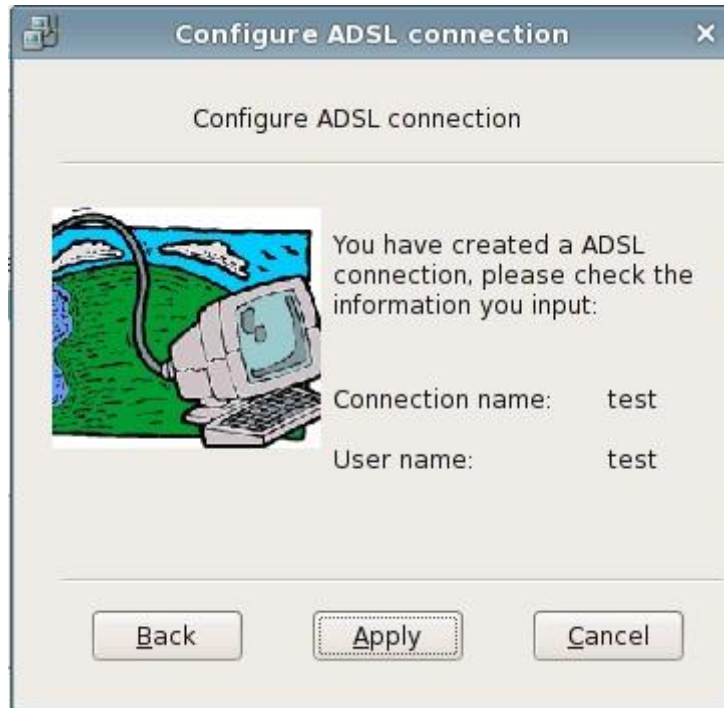 Configure ADSL connection
Configure ADSL connection
You have created a ADSL
connection, please check the
information you input:
Connection name: test
User name: test
Back Apply Cancel